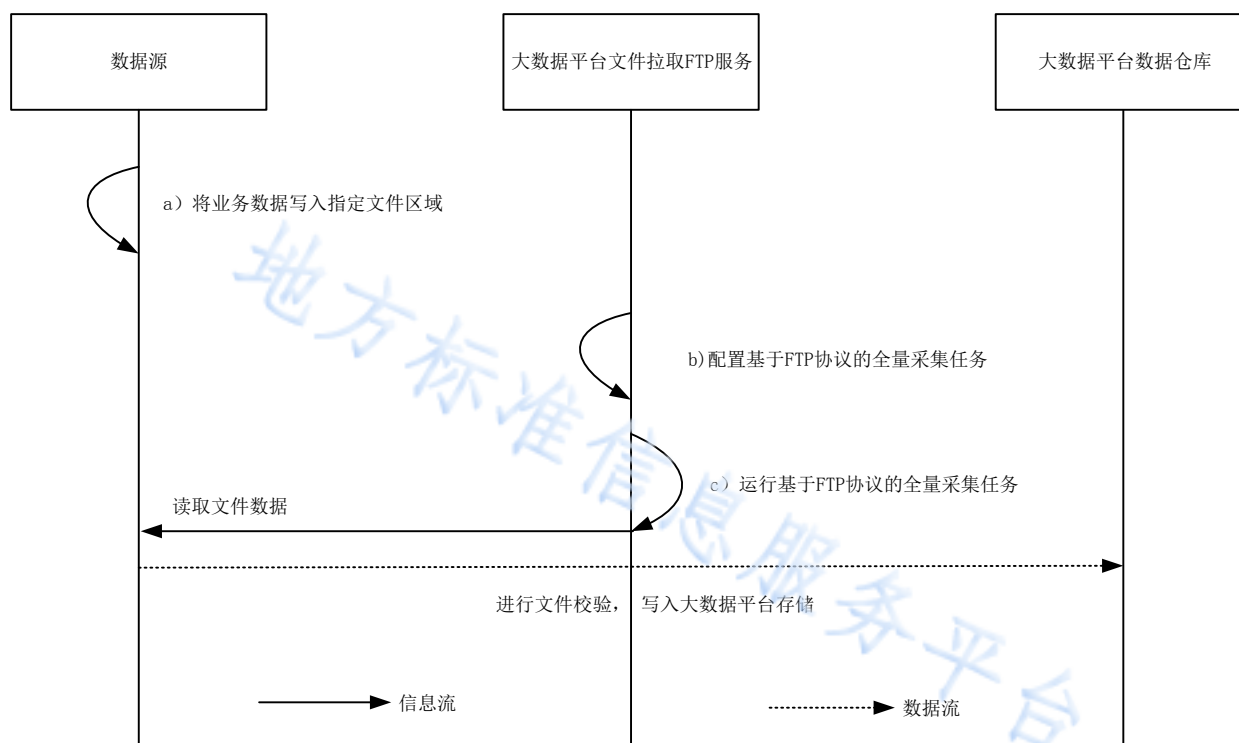 数据源
大数据平台文件拉取FTP服务
大数据平台数据仓库
a）将业务数据写入指定文件区域
b)配置基于FTP协议的全量采集任务
c）运行基于FTP协议的全量采集任务
读取文件数据
进行文件校验， 写入大数据平台存储
信息流
数据流
地方标准信息服务平台